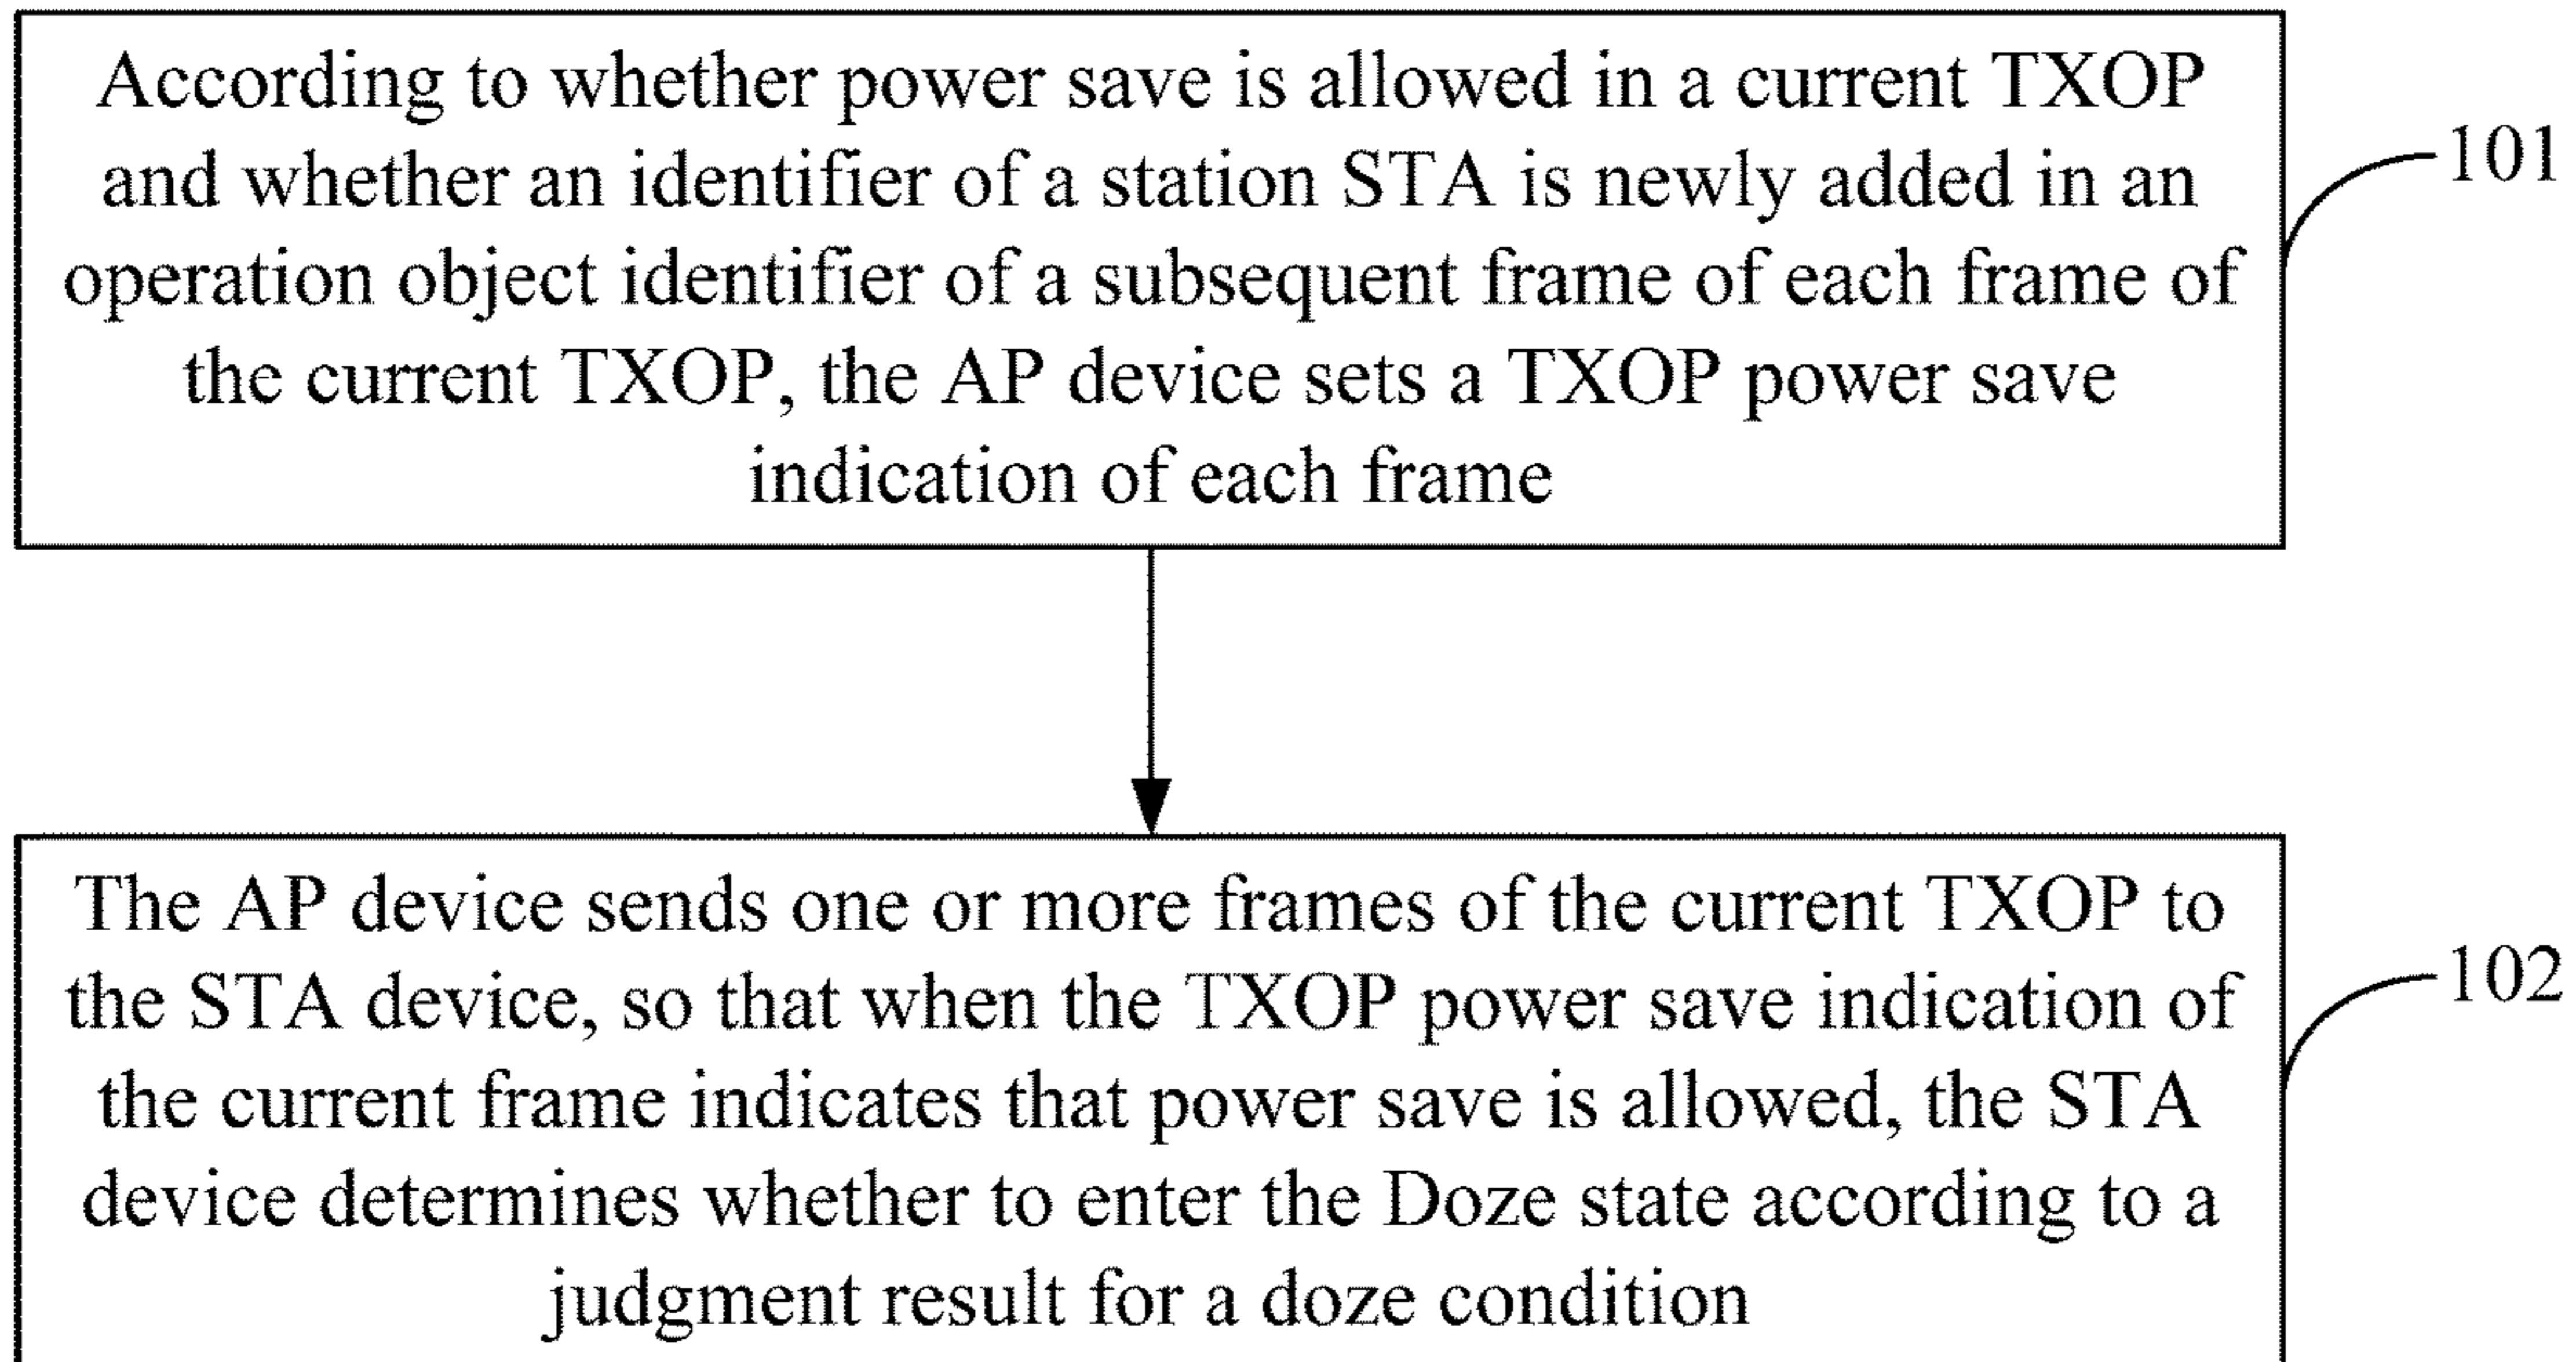 According to whether power save is allowed in a current TXOP
and whether an identifier of a station STA is newly added in an
operation object identifier of a subsequent frame of each frame of
the current TXOP, the AP device sets a TXOP power save
indication of each frame
101
The AP device sends one or more frames of the current TXOP to
the STA device, so that when the TXOP power save indication of
the current frame indicates that power save is allowed, the STA
device determines whether to enter the Doze state according to a
judgment result for a doze condition
102